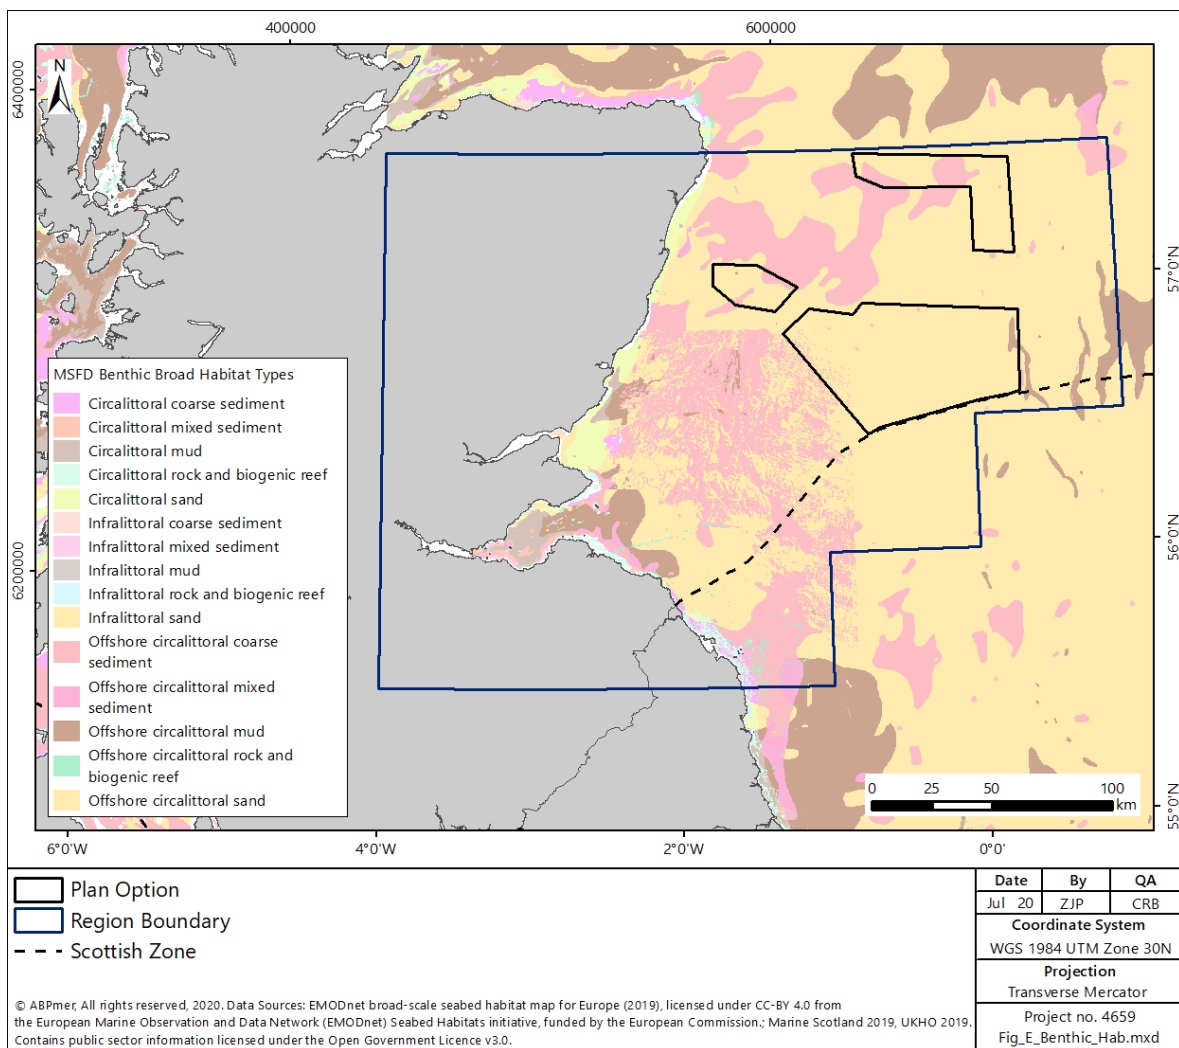 400000
600000
N
6400000
6200000
57°0'N
56°0'N
55°0'N
MSFD Benthic Broad Habitat Types
Circalittoral coarse sediment
Circalittoral mixed sediment
Circalittoral mud
Circalittoral rock and biogenic reef
Circalittoral sand
Infralittoral coarse sediment
Infralittoral mixed sediment
Infralittoral mud
Infralittoral rock and biogenic reef
Infralittoral sand
Offshore circalittoral coarse
sediment
Offshore circalittoral mixed
sediment
Offshore circalittoral mud
Offshore circalittoral rock and
biogenic reef
Offshore circalittoral sand
0 25 50 100
km
6°0'W 4°0'W 2°0'W 0°0'
Plan Option
Region Boundary
Scottish Zone
© ABPmer, All rights reserved, 2020. Data Sources: EMODnet broad-scale seabed habitat map for Europe (2019), licensed under CC-BY 4.0 from
the European Marine Observation and Data Network (EMODnet) Seabed Habitats initiative, funded by the European Commission.; Marine Scotland 2019, UKHO 2019.
Contains public sector information licensed under the Open Government Licence v3.0.
Date By QA
Jul 20 ZJP CRB
Coordinate System
WGS 1984 UTM Zone 30N
Projection
Transverse Mercator
Project no. 4659
Fig_E_Benthic_Hab.mxd